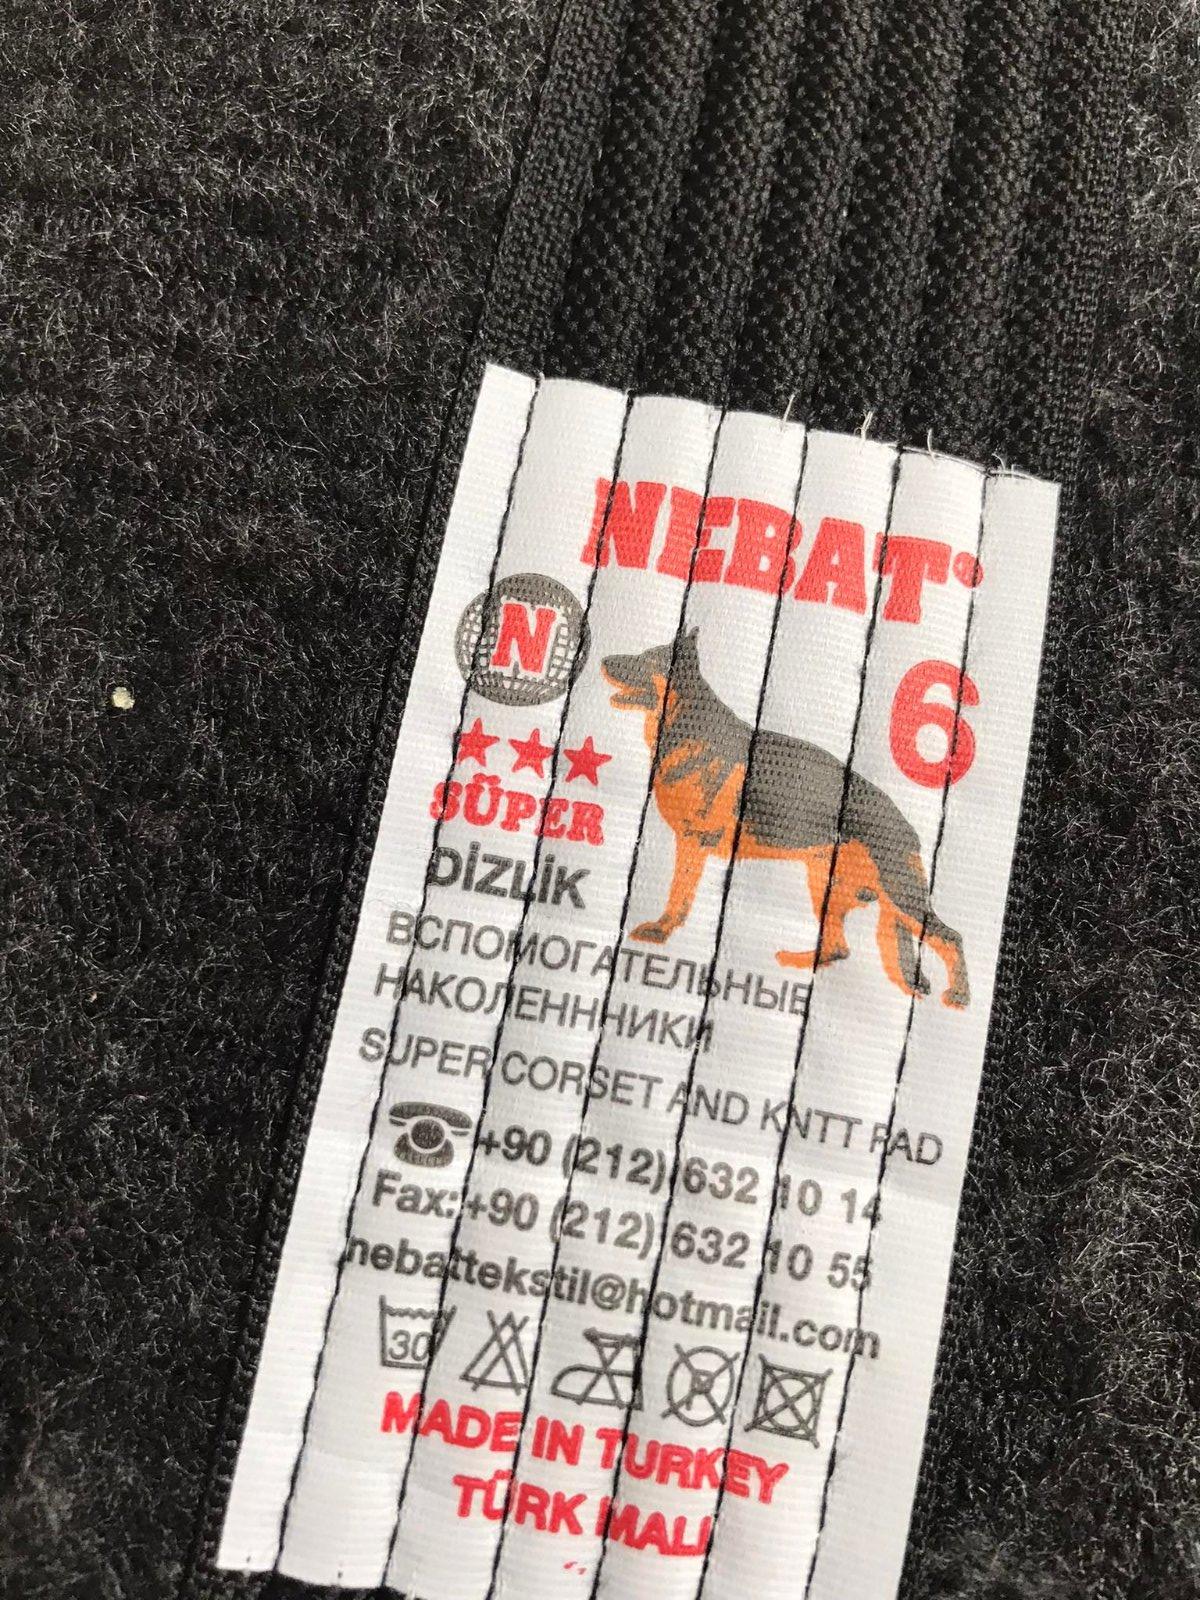 NEBAT
N
6
SÜPER
DİZLİK
ВСПОМОГАТЕЛЬНЫЕ
НАКОЛЕНННИКИ
SUPER CORSET AND KNTT PAD
+90 (212) 632 10 14
Fax:+90 (212) 632 10 55
nebattekstil@hotmail.com
30
P
MADE IN TURKEY
TÜRK MALI